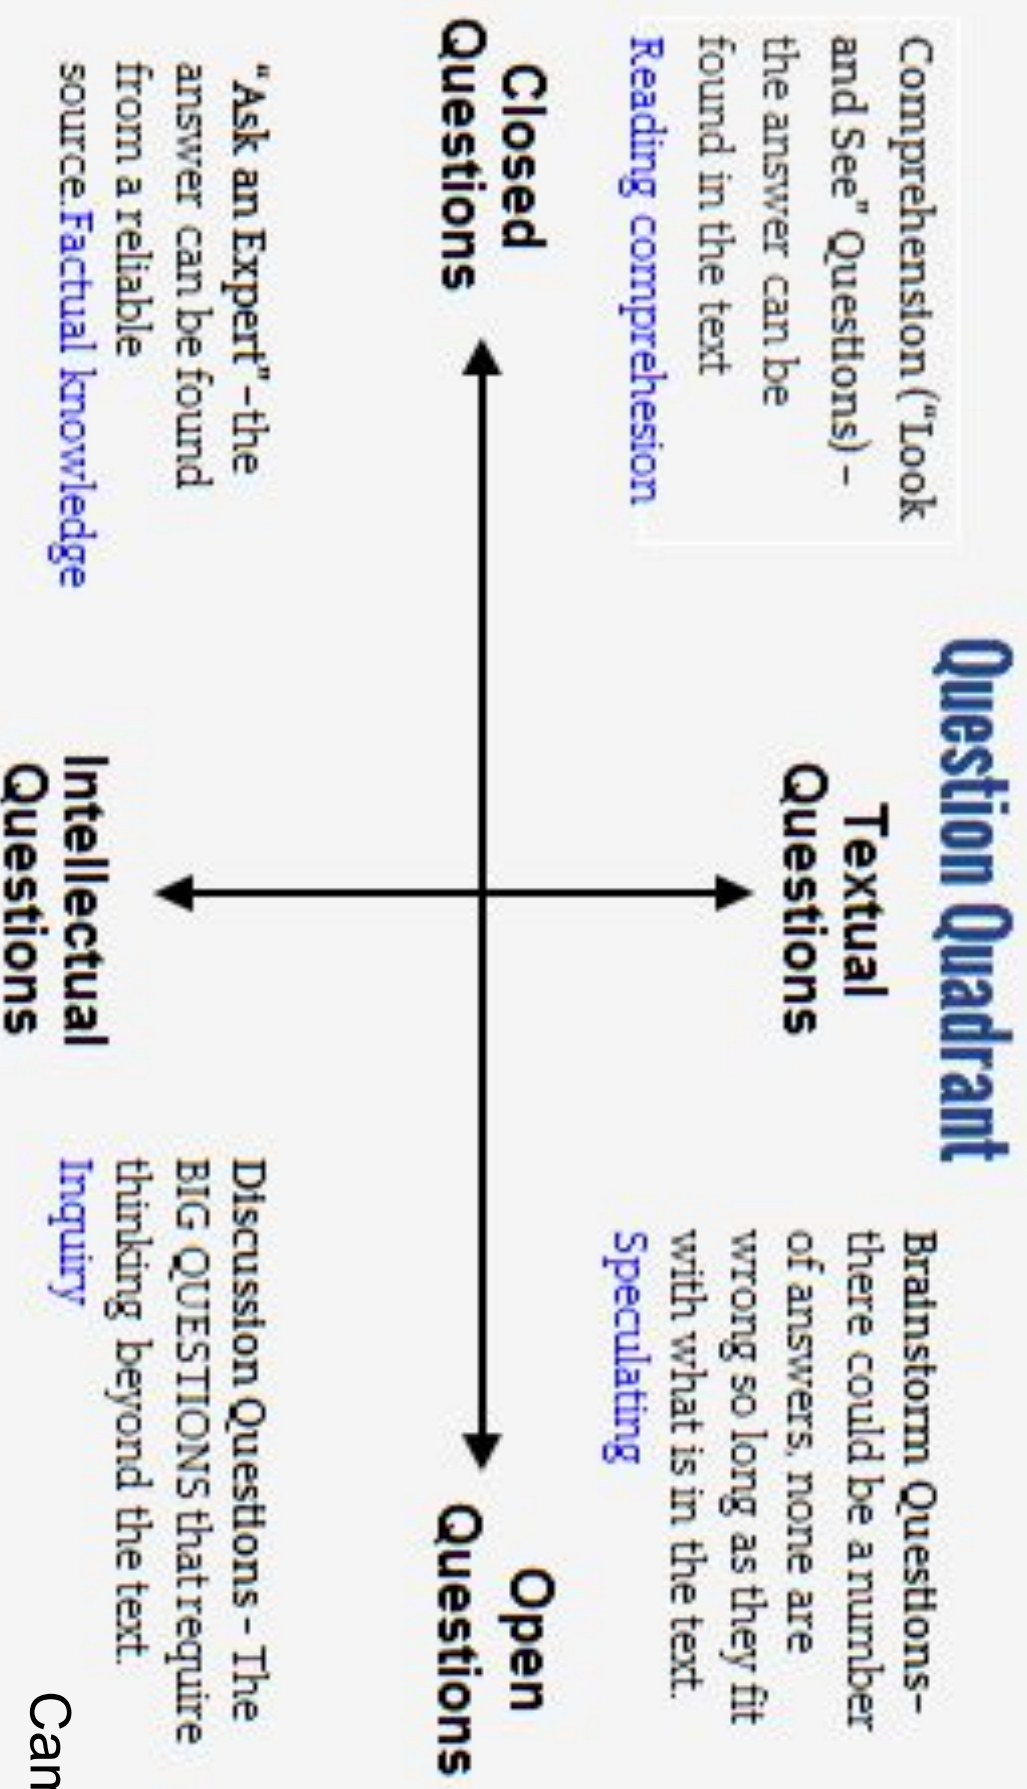 Question Quadrant
Comprehension ("Look
and See" Questions) –
the answer can be
found in the text
Reading comprehesion
Textual
Questions
Brainstorm Questions–
there could be a number
of answers, none are
wrong so long as they fit
with what is in the text.
Speculating
Closed
Questions
Open
Questions
"Ask an Expert" –the
answer can be found
from a reliable
source.Factual knowledge
Intellectual
Questions
Discussion Questions – The
BIG QUESTIONS that require
thinking beyond the text.
Inquiry
Can